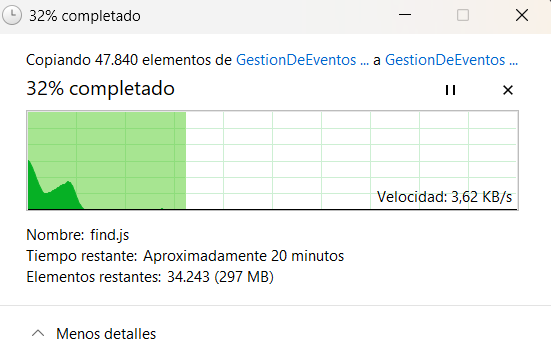 32% completado
Copiando 47.840 elementos de GestionDeEventos ... a GestionDeEventos ...
32% completado
Velocidad: 3,62 KB/s
Nombre: find.js
Tiempo restante: Aproximadamente 20 minutos
Elementos restantes: 34.243 (297 MB)
Menos detalles